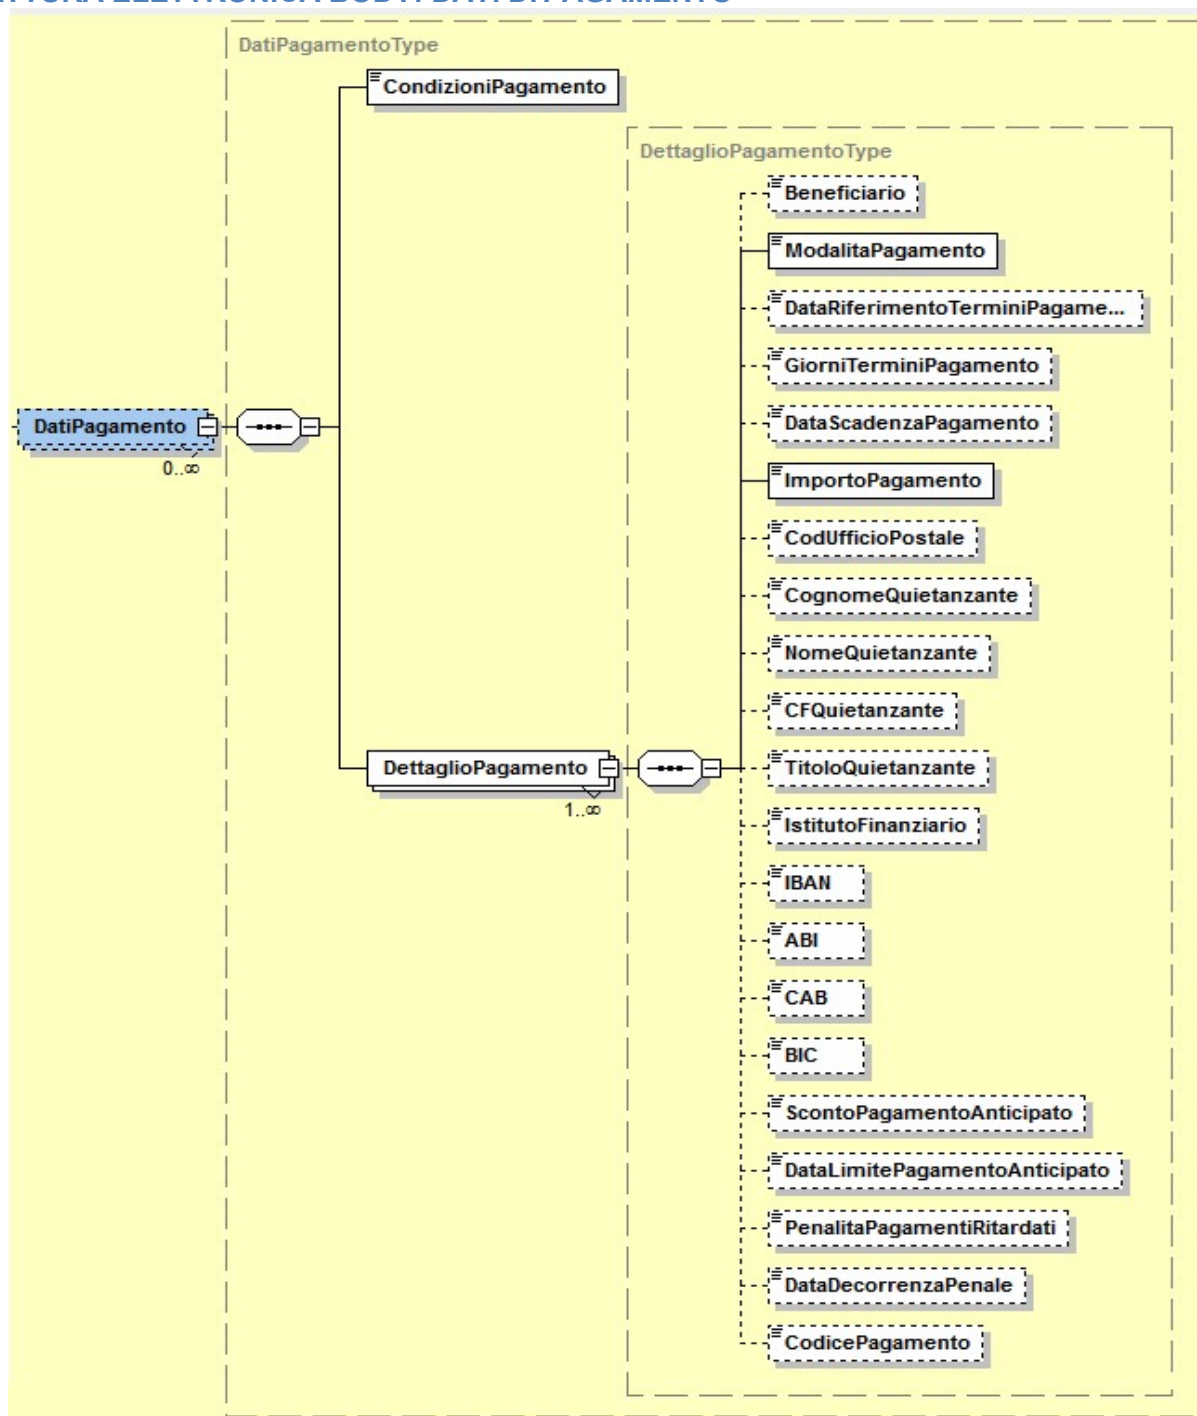 DatiPagamentoType
CondizioniPagamento
DettaglioPagamentoType
Beneficiario
ModalitaPagamento
DataRiferimentoTerminiPagame...
GiorniTerminiPagamento
DataScadenzaPagamento
DatiPagamento
0..∞
ImportoPagamento
CodUfficioPostale
CognomeQuietanzante
NomeQuietanzante
CFQuietanzante
DettaglioPagamento
1..∞
TitoloQuietanzante
IstitutoFinanziario
IBAN
ABI
CAB
BIC
ScontoPagamentoAnticipato
DataLimitePagamentoAnticipato
PenalitaPagamentiRitardati
DataDecorrenzaPenale
CodicePagamento